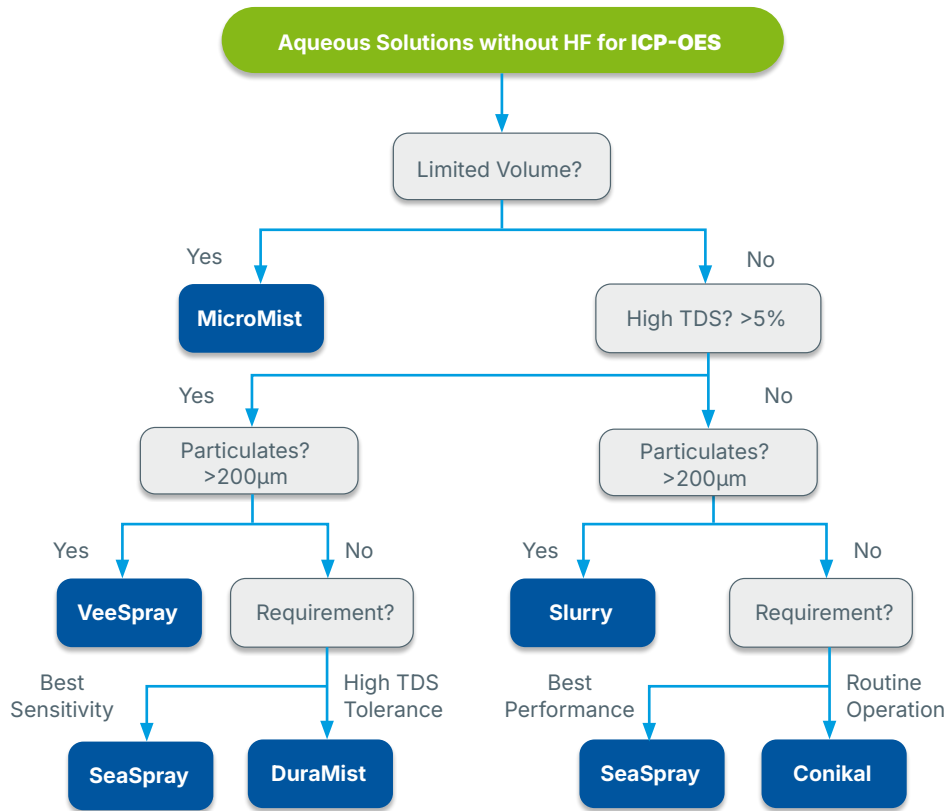 Aqueous Solutions without HF for ICP-OES
Limited Volume?
Yes
No
MicroMist
High TDS? >5%
Yes
No
Particulates?
>200μm
Particulates?
>200μm
Yes
No
Yes
No
VeeSpray
Requirement?
Slurry
Requirement?
Best
Sensitivity
High TDS
Tolerance
Best
Performance
Routine
Operation
SeaSpray
DuraMist
SeaSpray
Conikal